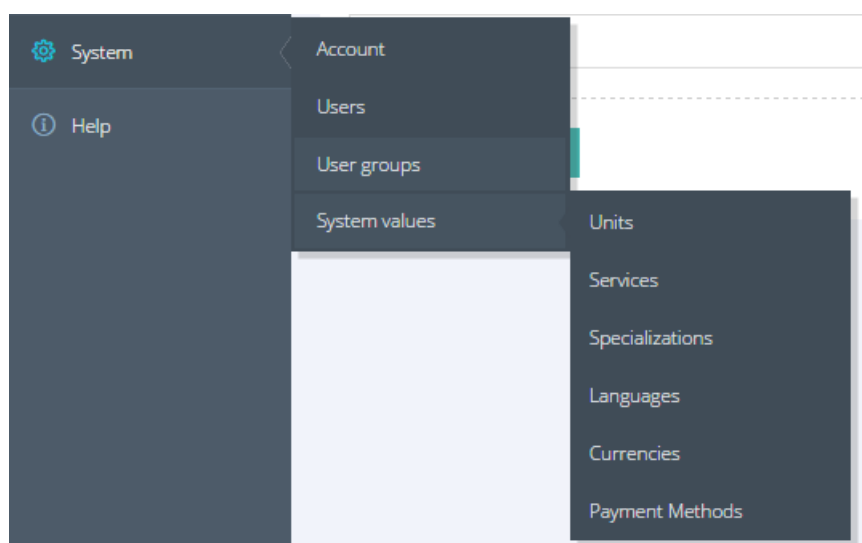 System
Help
Account
Users
User groups
System values
Units
Services
Specializations
Languages
Currencies
Payment Methods